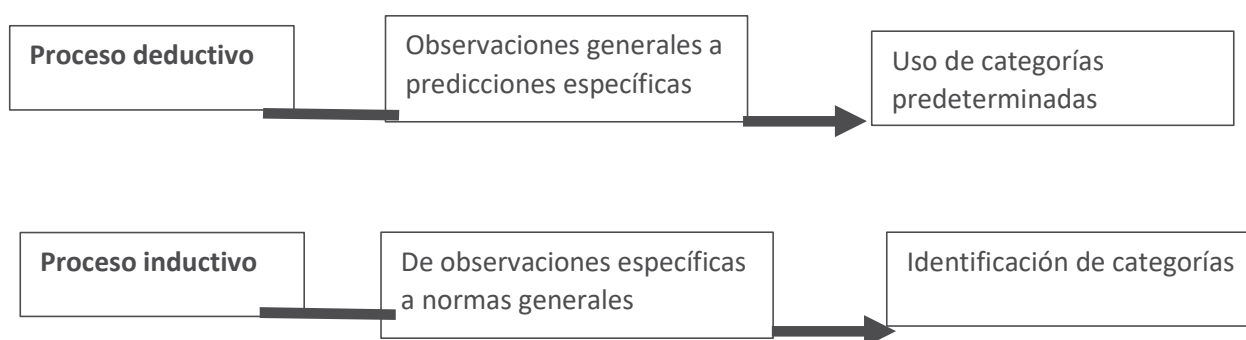 Proceso deductivo
Observaciones generales a
predicciones específicas
Uso de categorías
predeterminadas
Proceso inductivo
De observaciones específicas
a normas generales
Identificación de categorías